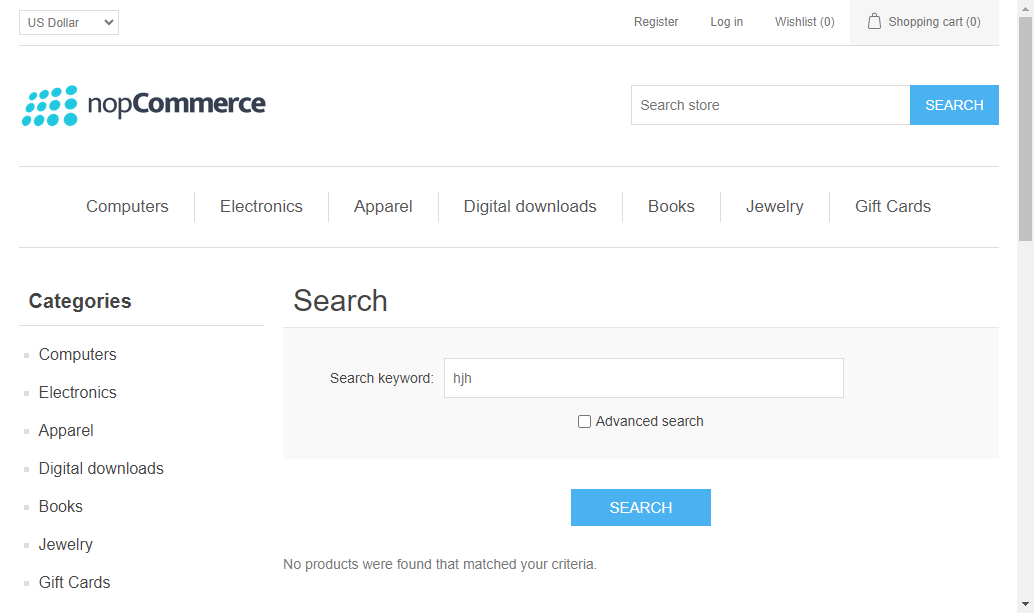 US Dollar Register Log in Wishlist (0) Shopping cart (0)
nopCommerce Search store SEARCH
Computers Electronics Apparel Digital downloads Books Jewelry Gift Cards
Categories
Computers
Electronics
Apparel
Digital downloads
Books
Jewelry
Gift Cards
Search
Search keyword: hjh
Advanced search
SEARCH
No products were found that matched your criteria.